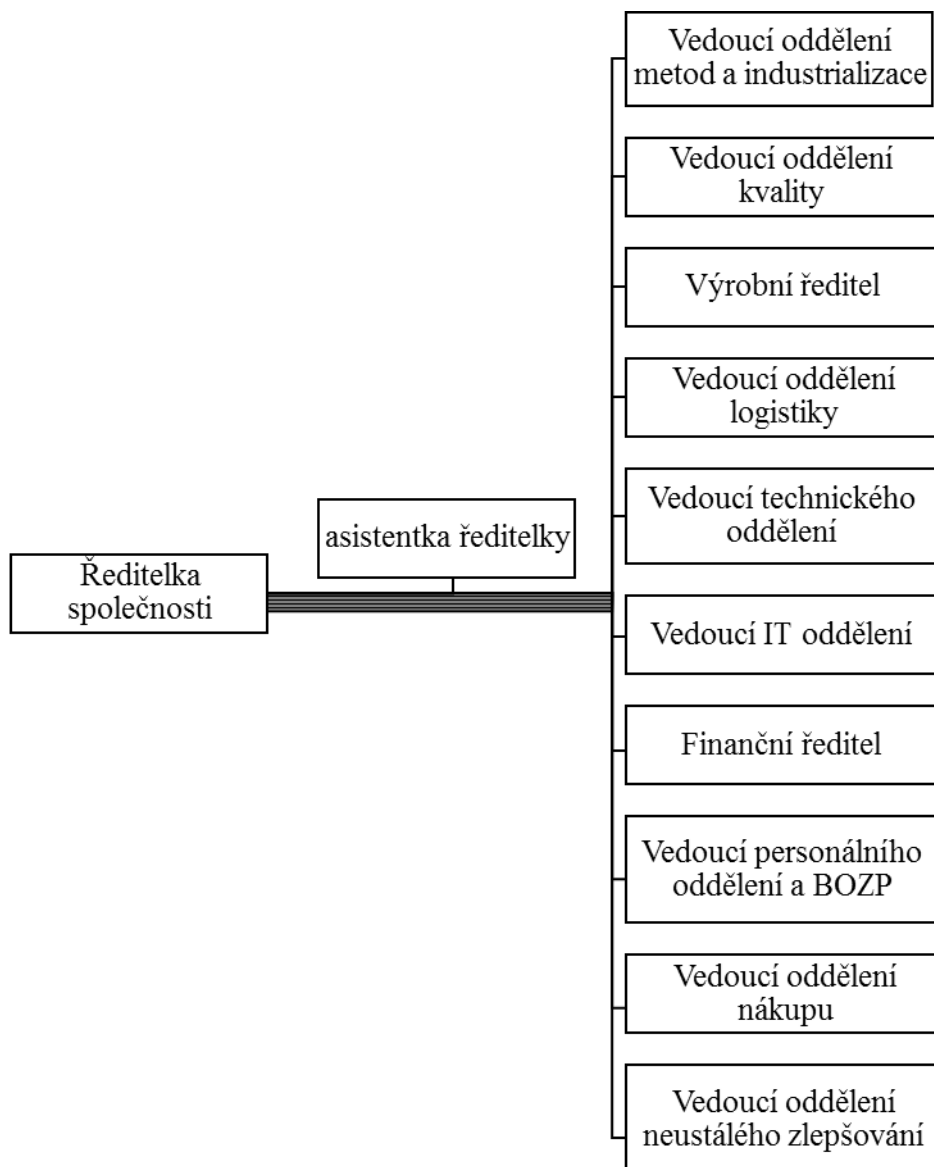 Vedoucí oddělení
metod a industrializace
Vedoucí oddělení
kvality
Výrobní ředitel
Vedoucí oddělení
logistiky
Vedoucí technického
oddělení
asistentka ředitelky
Ředitelka
společnosti
Vedoucí IT oddělení
Finanční ředitel
Vedoucí personálního
oddělení a BOZP
Vedoucí oddělení
nákupu
Vedoucí oddělení
neustálého zlepšování